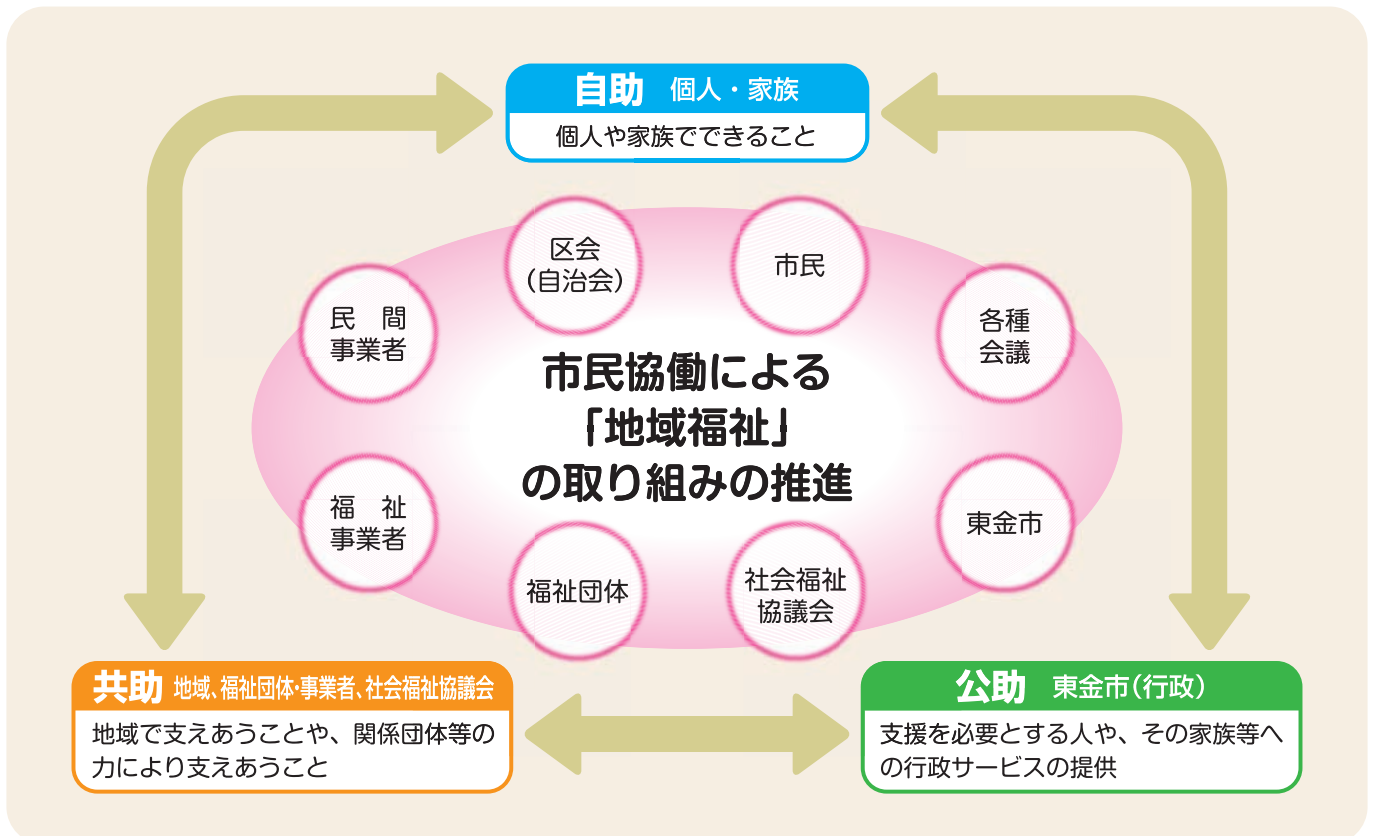 自助 個人・家族
個人や家族でできること
区会
(自治会)
市民
民 間
事業者
各種
会議
市民協働による
「地域福祉」
の取り組みの推進
福 祉
事業者
東金市
福祉団体
社会福祉
協議会
共助 地域、福祉団体・事業者、社会福祉協議会
地域で支えあうことや、関係団体等の
力により支えあうこと
公助 東金市(行政)
支援を必要とする人や、その家族等へ
の行政サービスの提供